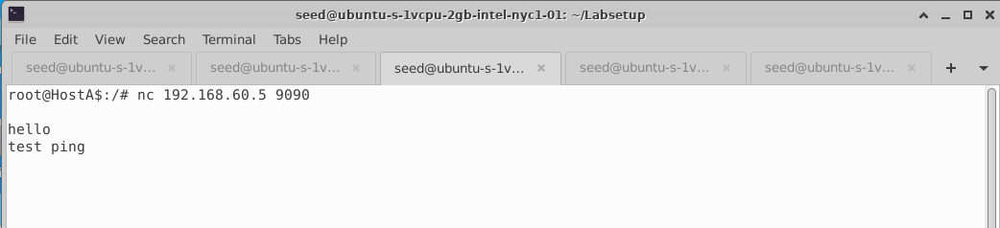 seed@ubuntu-s-1vcpu-2gb-intel-nyc1-01: ~/Labsetup
File Edit View Search Terminal Tabs Help
seed@ubuntu-s-1v... × seed@ubuntu-s-1v... × seed@ubuntu-s-1v... × seed@ubuntu-s-1v... × seed@ubuntu-s-1v... ×
root@HostA$:/# nc 192.168.60.5 9090
hello
test ping